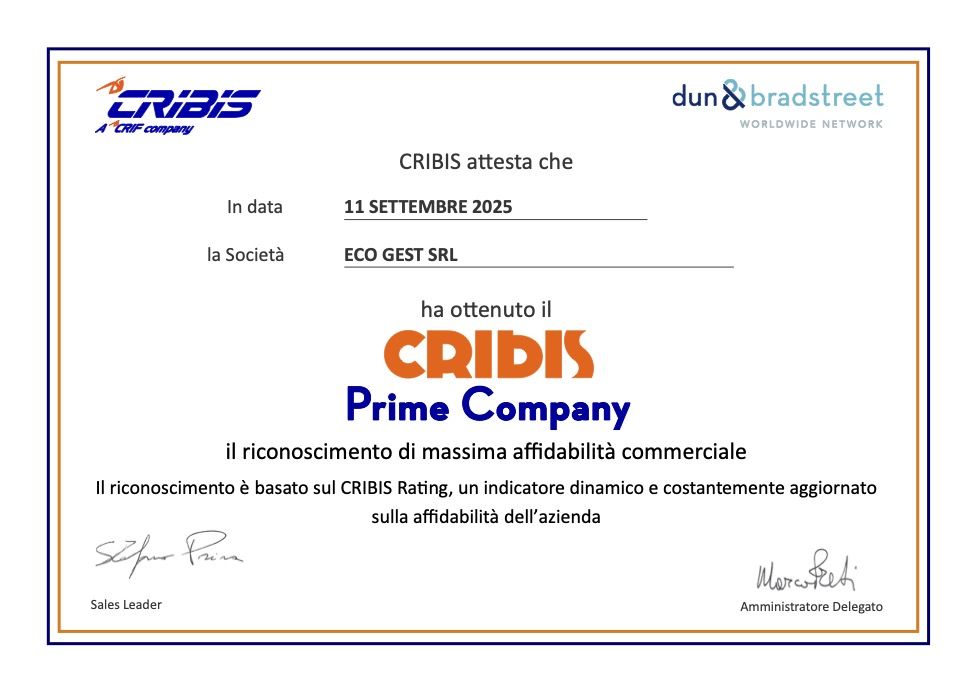 CRIBIS
A CRIF company
dun & bradstreet
WORLDWIDE NETWORK
CRIBIS attesta che
In data 11 SETTEMBRE 2025
la Società ECO GEST SRL
ha ottenuto il
CRIBIS
Prime Company
il riconoscimento di massima affidabilità commerciale
Il riconoscimento è basato sul CRIBIS Rating, un indicatore dinamico e costantemente aggiornato
sulla affidabilità dell’azienda
Marco Preti
Sales Leader
Amministratore Delegato